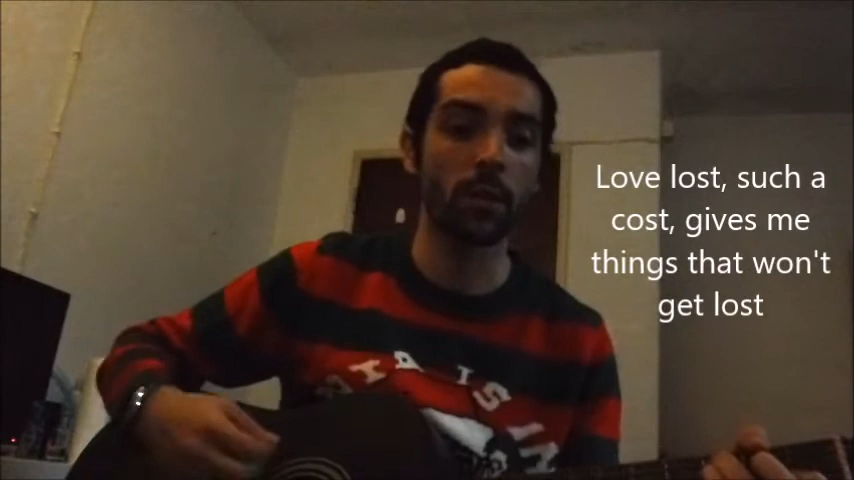 Love lost, such a
cost, gives me
things that won't
get lost